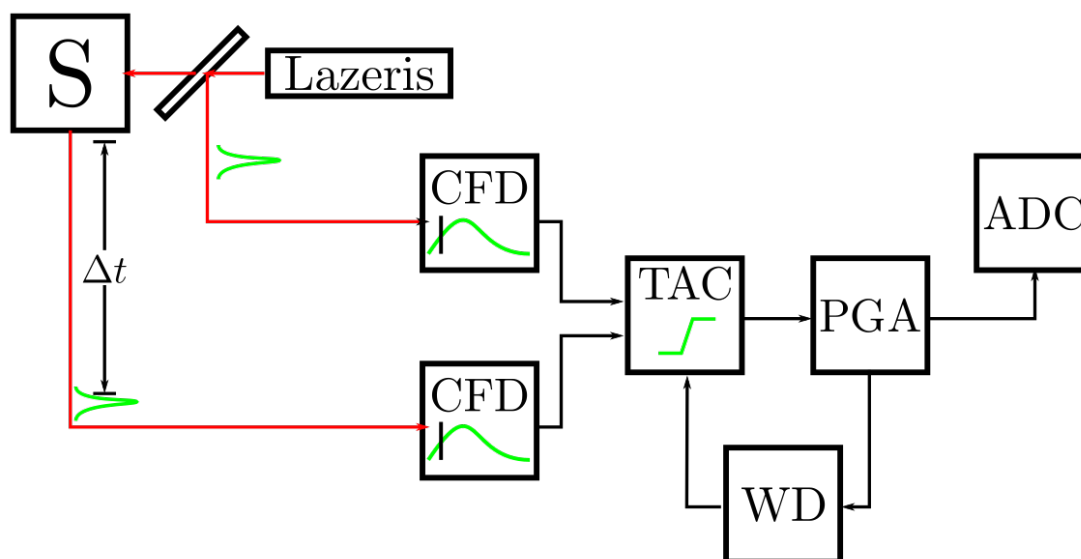 S
Lazeris
CFD
ADC
Δt
TAC
PGA
CFD
WD